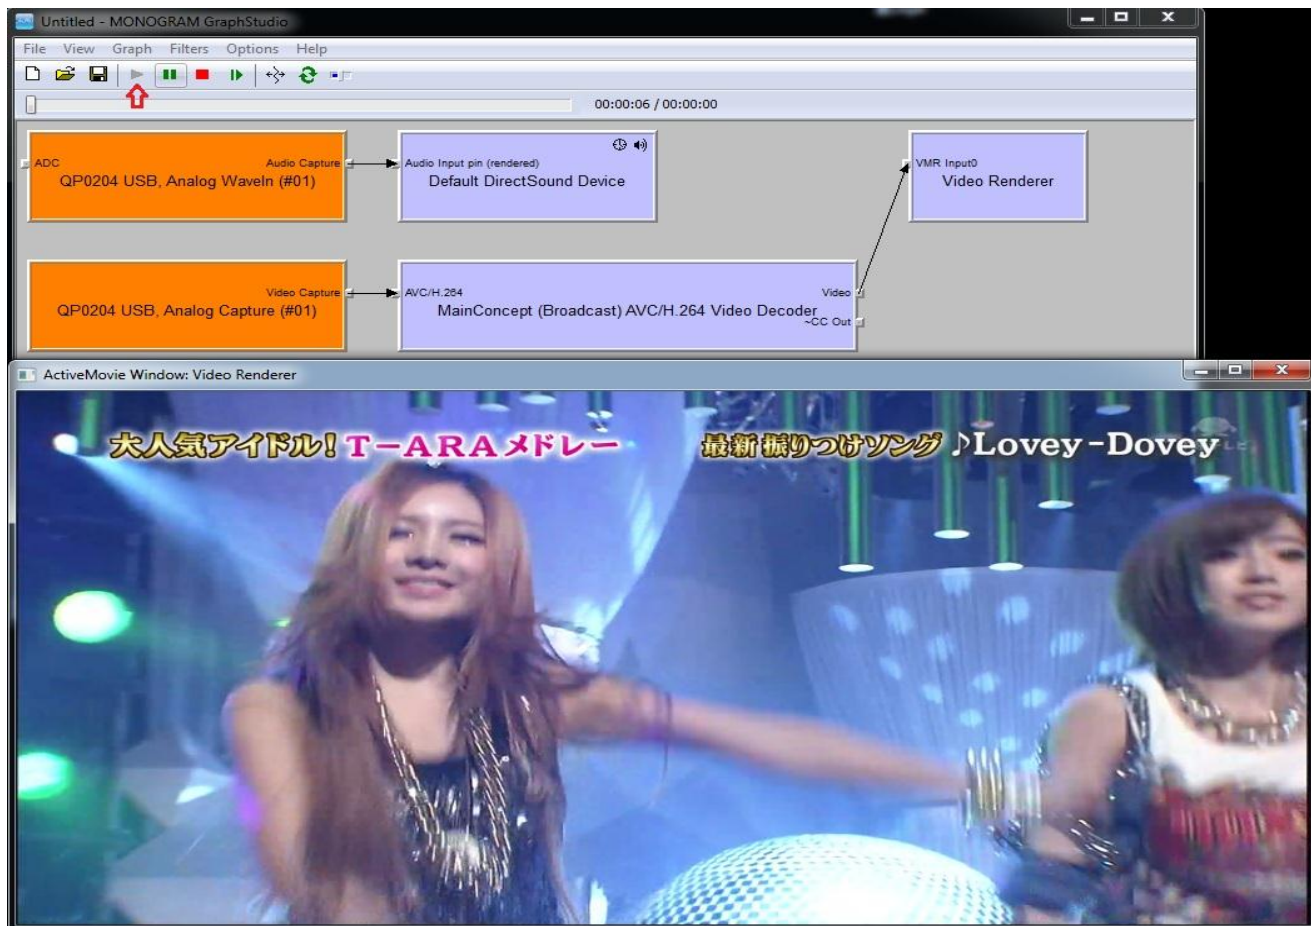 Untitled - MONOGRAM GraphStudio
File View Graph Filters Options Help
00:00:06 / 00:00:00
ADC
Audio Capture
QP0204 USB, Analog WaveIn (#01)
Audio Input pin (rendered)
Default DirectSound Device
VMR Input0
Video Renderer
Video Capture
QP0204 USB, Analog Capture (#01)
AVC/H.264
Video
MainConcept (Broadcast) AVC/H.264 Video Decoder
~CC Out
ActiveMovie Window: Video Renderer
大人気アイドル!T-ARAメドレー 最新振りつけソング♪Lovey-Dovey